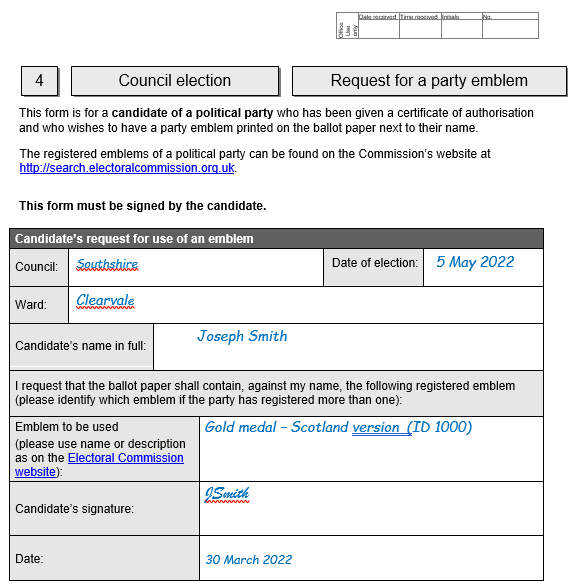 Office Use only
Date received Time received Initials No.
4 Council election Request for a party emblem
This form is for a candidate of a political party who has been given a certificate of authorisation
and who wishes to have a party emblem printed on the ballot paper next to their name.
The registered emblems of a political party can be found on the Commission's website at
http://search.electoralcommission.org.uk.
This form must be signed by the candidate.
Candidate's request for use of an emblem
Council: Southshire Date of election: 5 May 2022
Ward: Clearvale
Candidate's name in full: Joseph Smith
I request that the ballot paper shall contain, against my name, the following registered emblem
(please identify which emblem if the party has registered more than one):
Emblem to be used Gold medal – Scotland version (ID 1000)
(please use name or description
as on the Electoral Commission
website):
Candidate's signature: JSmith
Date: 30 March 2022